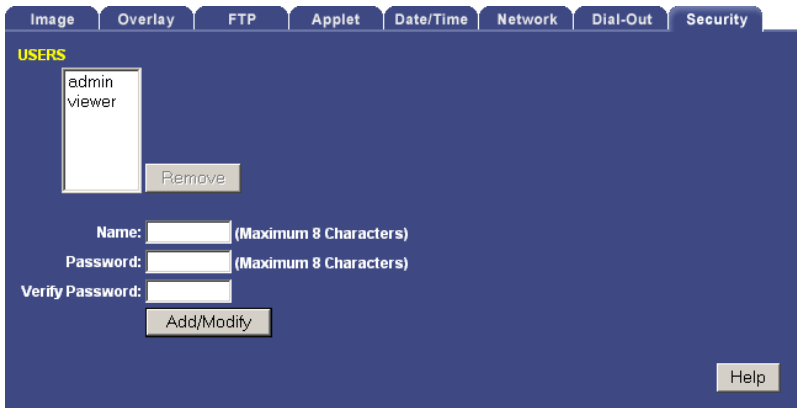 Image Overlay FTP Applet Date/Time Network Dial-Out Security
USERS
admin
viewer
Remove
Name: (Maximum 8 Characters)
Password: (Maximum 8 Characters)
Verify Password:
Add/Modify
Help